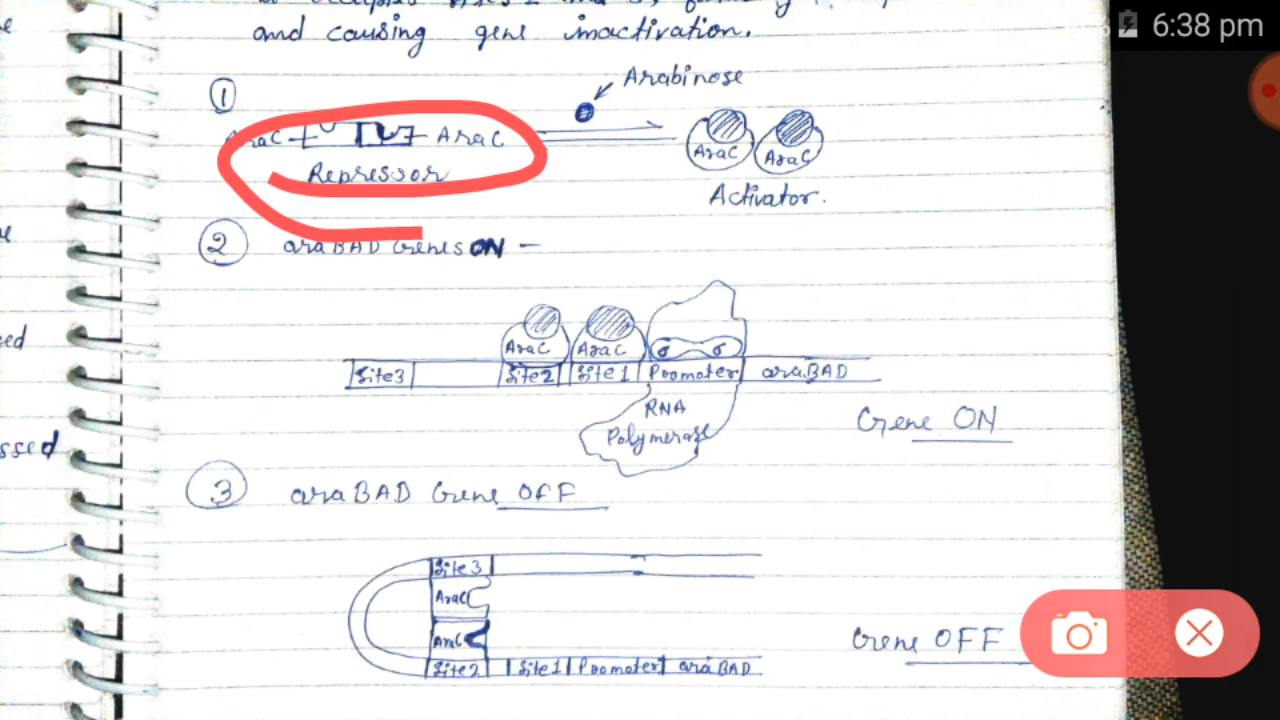 6:38 pm
and causing gene inactivation.
① Arabinose
AraC AraC
Repressor
AraC AraC
Activator.
② araBAD Genes ON –
AraC AraC
Site3 Site2 Site1 Promoter araBAD
RNA
Polymerase
Gene ON
③ araBAD Gene OFF
Site3
AraC
AraC
Gene OFF
Site2 Site1 Promoter araBAD